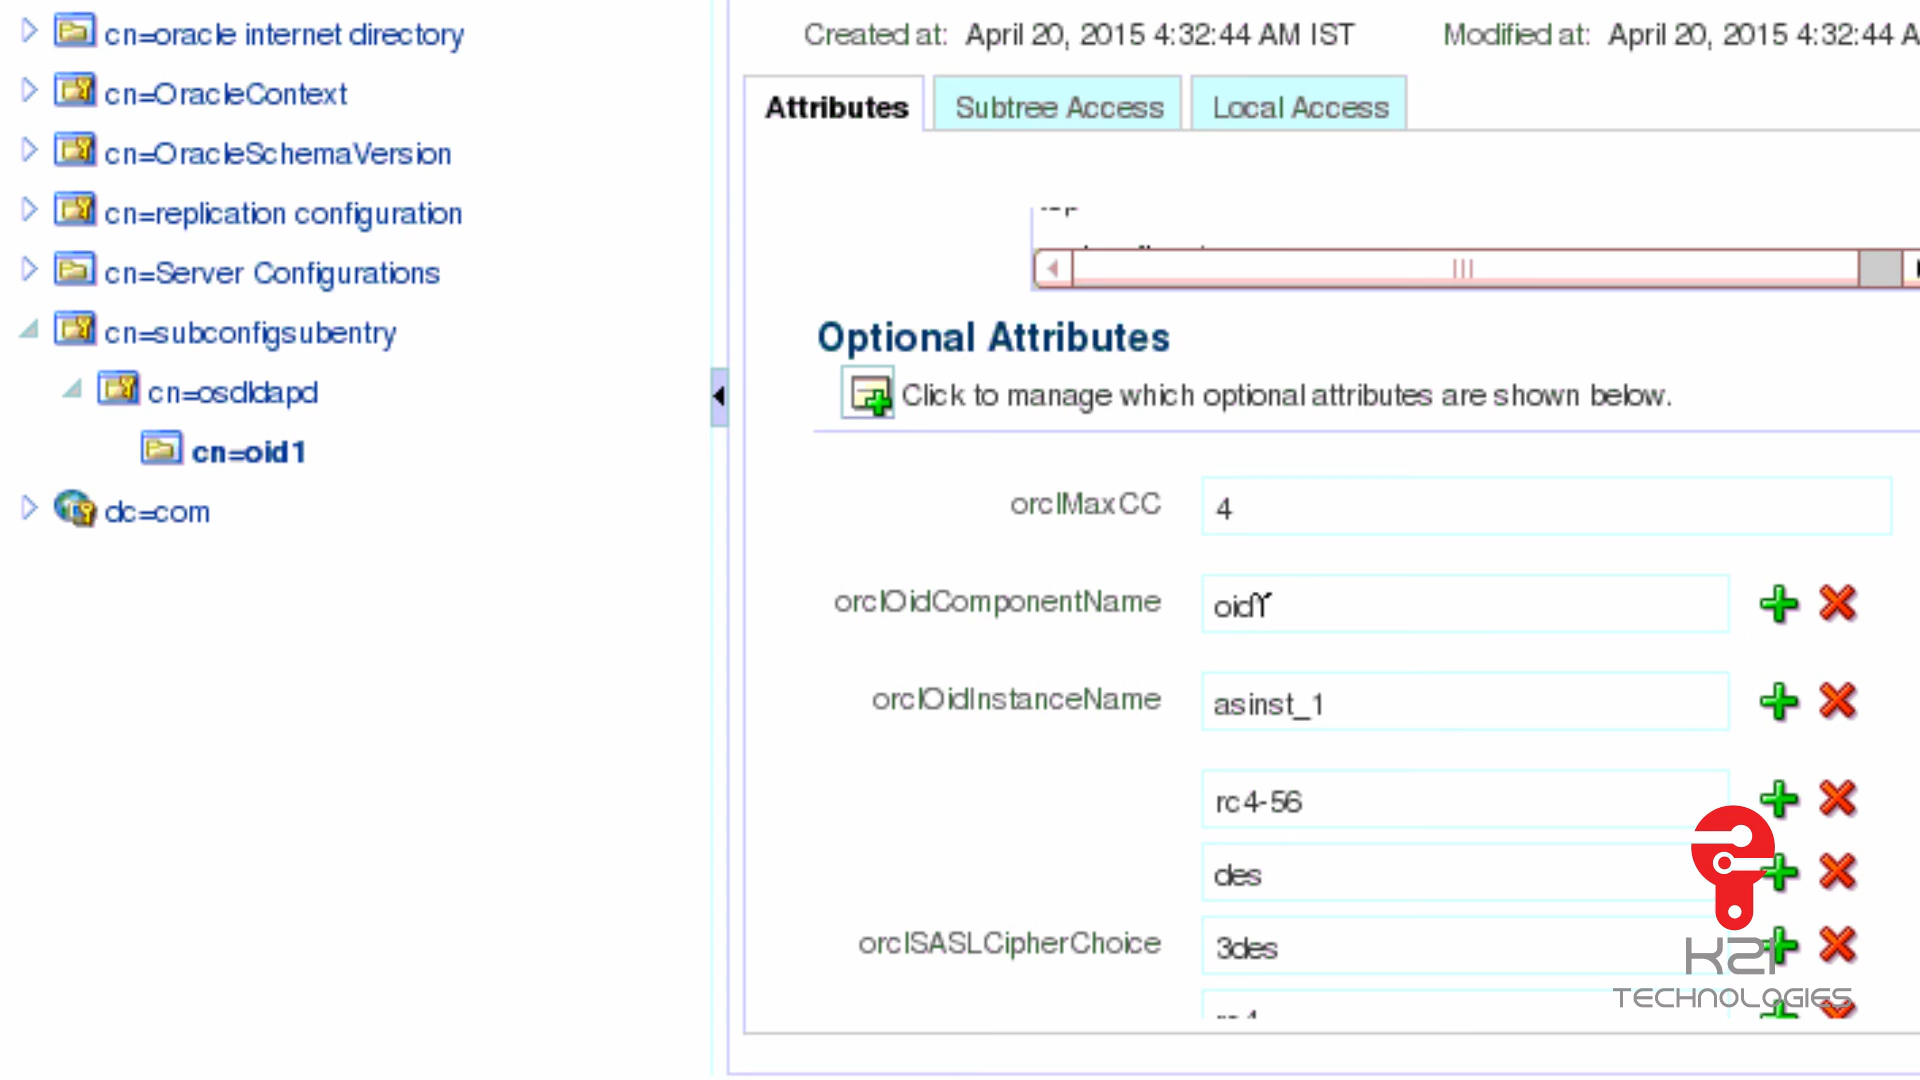 cn=oracle internet directory
cn=OracleContext
cn=OracleSchemaVersion
cn=replication configuration
cn=Server Configurations
cn=subconfigsubentry
cn=osdldapd
cn=oid1
dc=com
Created at: April 20, 2015 4:32:44 AM IST Modified at: April 20, 2015 4:32:44 A
Attributes Subtree Access Local Access
Optional Attributes
Click to manage which optional attributes are shown below.
orclMaxCC 4
orclOidComponentName
orclOidInstanceName asinst_1
rc4-56
des
orclSASLCipherChoice 3des
K21
TECHNOLOGIES